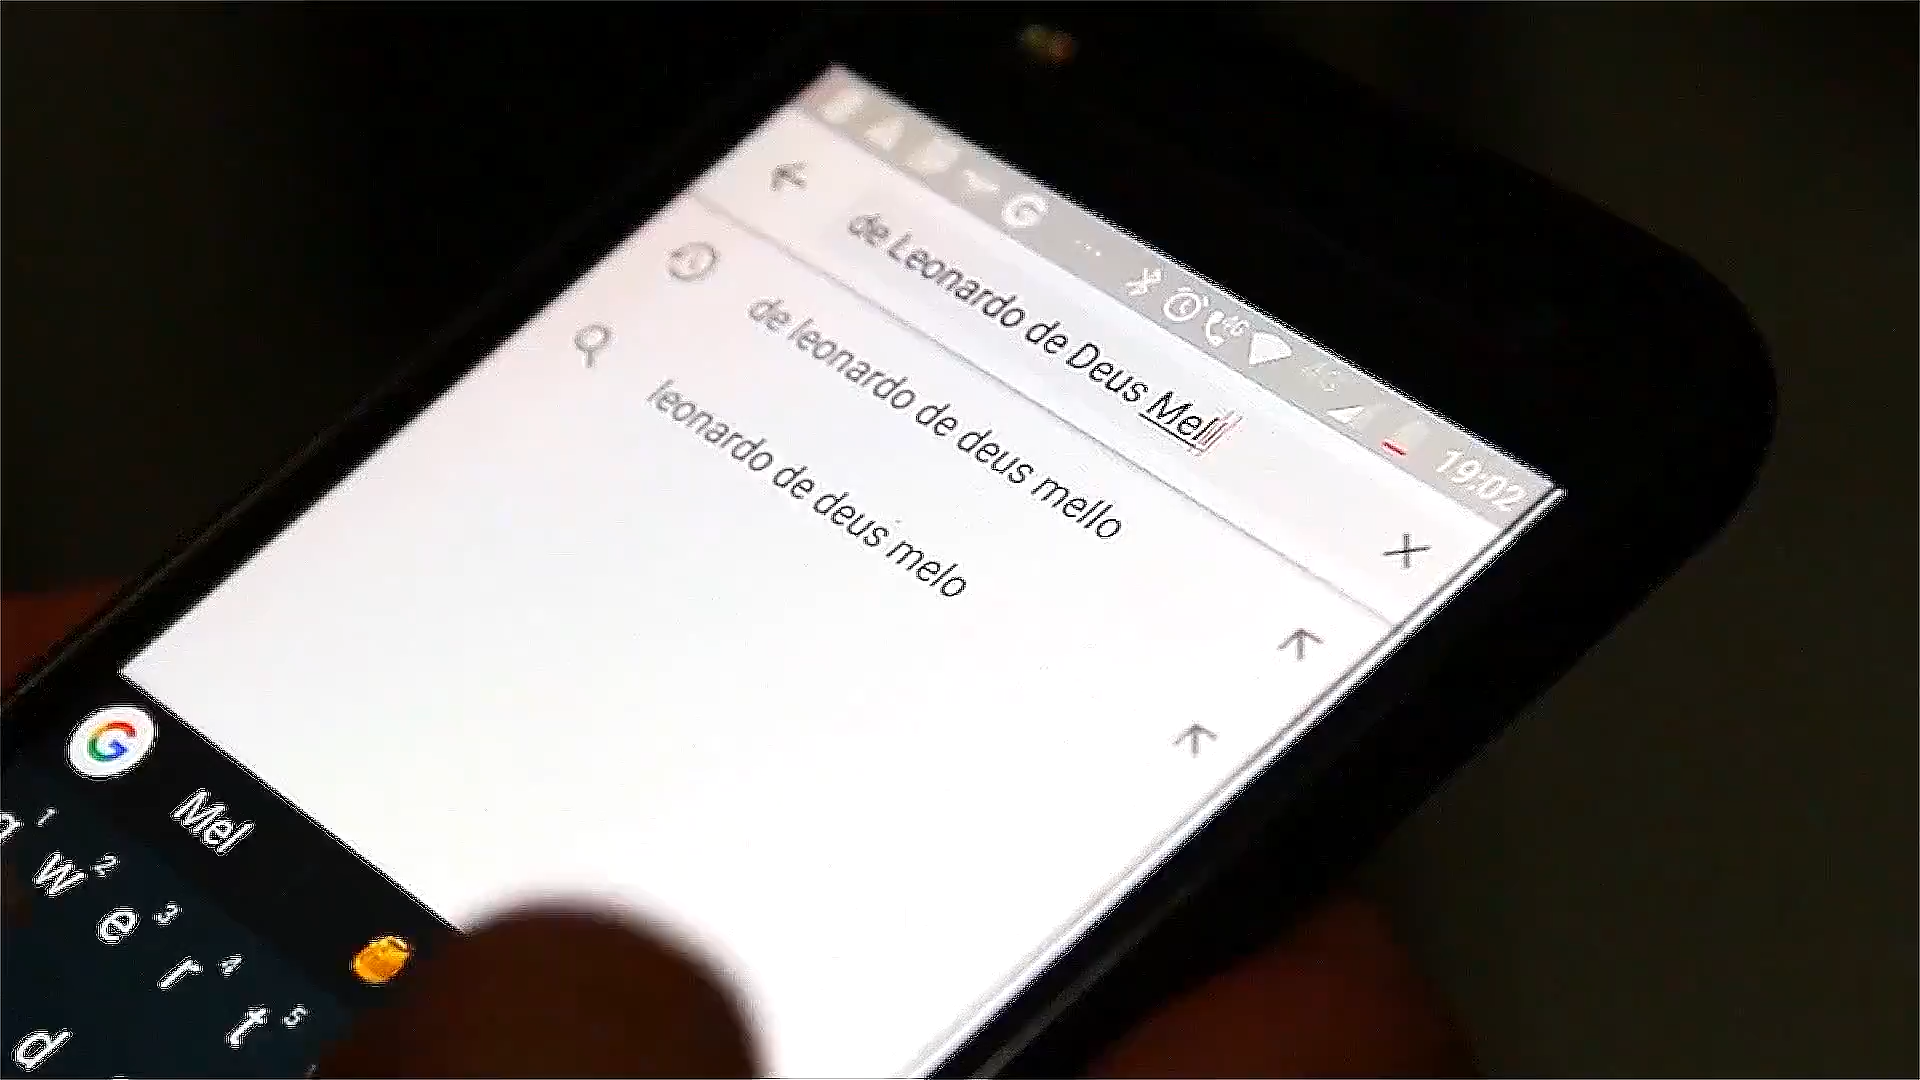 19:02
de Leonardo de Deus Mell
de leonardo de deus mello
leonardo de deus melo
G Mel
1 2 3 4 5
w e r t
d